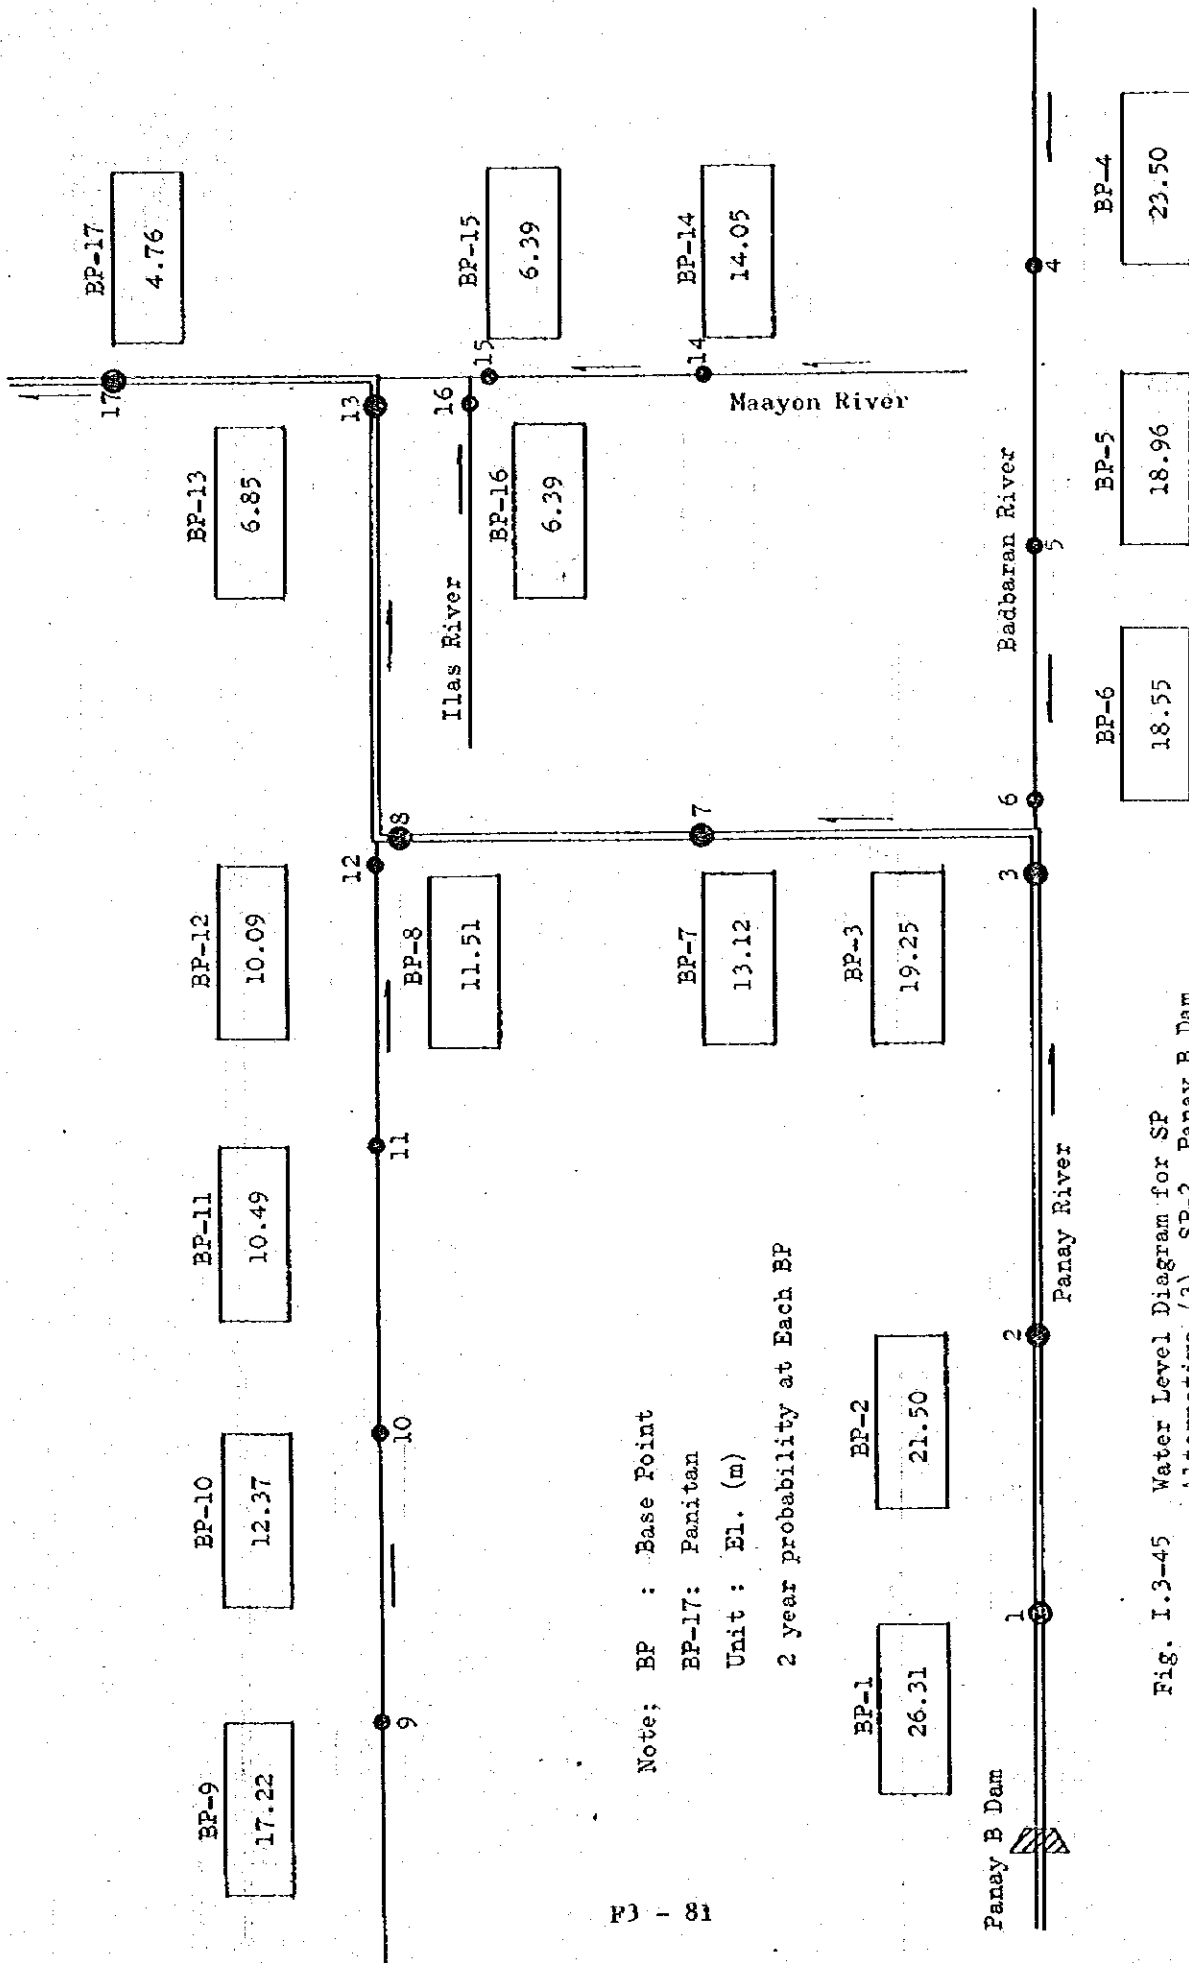 BP-9
17.22
BP-10
12.37
BP-11
10.49
BP-12
10.09
BP-13
6.85
BP-17
4.76
17
9
10
11
12
8
13
16
15
BP-8
11.51
Ilas River
BP-16
6.39
BP-15
6.39
Note; BP : Base Point
BP-17: Panitan
Unit : El. (m)
2 year probability at Each BP
BP-7
13.12
7
14
BP-14
14.05
Maayon River
BP-1
26.31
BP-2
21.50
BP-3
19.25
Panay B Dam
1
2
3
6
5
4
Panay River
Badbaran River
BP-6
18.55
BP-5
18.96
BP-4
23.50
Fig. I.3-45 Water Level Diagram for SP
Alternative (3), SP-3, Panay B Dam
F3 - 81